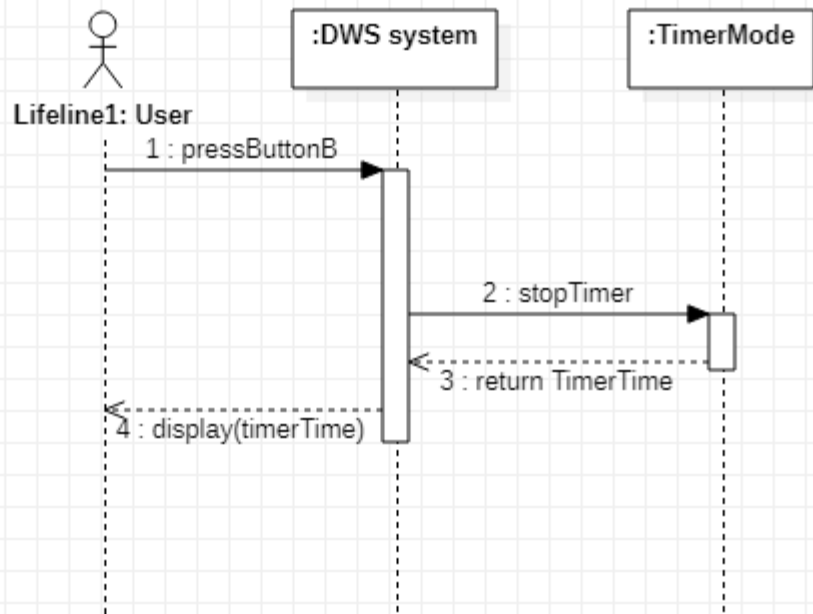 :DWS system
:TimerMode
Lifeline1: User
1 : pressButtonB
2 : stopTimer
3 : return TimerTime
4 : display(timerTime)